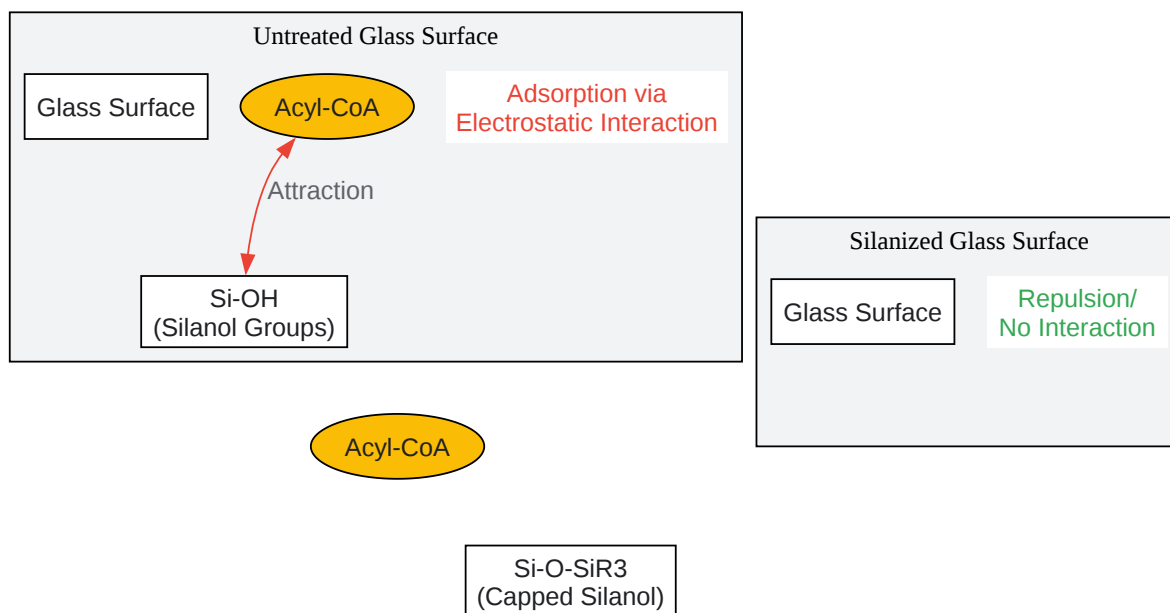 Untreated Glass Surface
Glass Surface
Acyl-CoA
Adsorption via
Electrostatic Interaction
Attraction
Si-OH
(Silanol Groups)
Silanized Glass Surface
Glass Surface
Repulsion/
No Interaction
Acyl-CoA
Si-O-SiR3
(Capped Silanol)